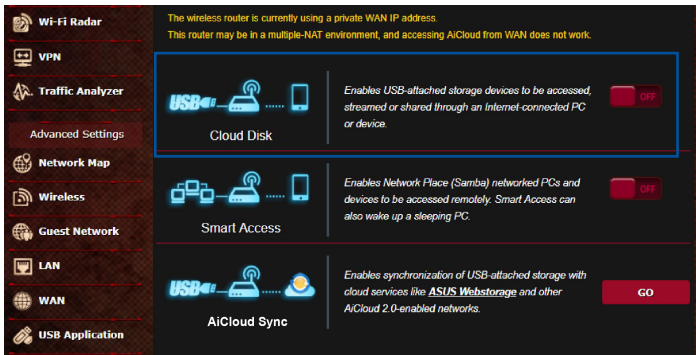 Wi-Fi Radar
VPN
Traffic Analyzer
Advanced Settings
Network Map
Wireless
Guest Network
LAN
WAN
USB Application
The wireless router is currently using a private WAN IP address.
This router may be in a multiple-NAT environment, and accessing AiCloud from WAN does not work.
USB
Cloud Disk
Enables USB-attached storage devices to be accessed,
streamed or shared through an Internet-connected PC
or device.
OFF
Smart Access
Enables Network Place (Samba) networked PCs and
devices to be accessed remotely. Smart Access can
also wake up a sleeping PC.
OFF
USB
AiCloud Sync
Enables synchronization of USB-attached storage with
cloud services like ASUS Webstorage and other
AiCloud 2.0-enabled networks.
GO